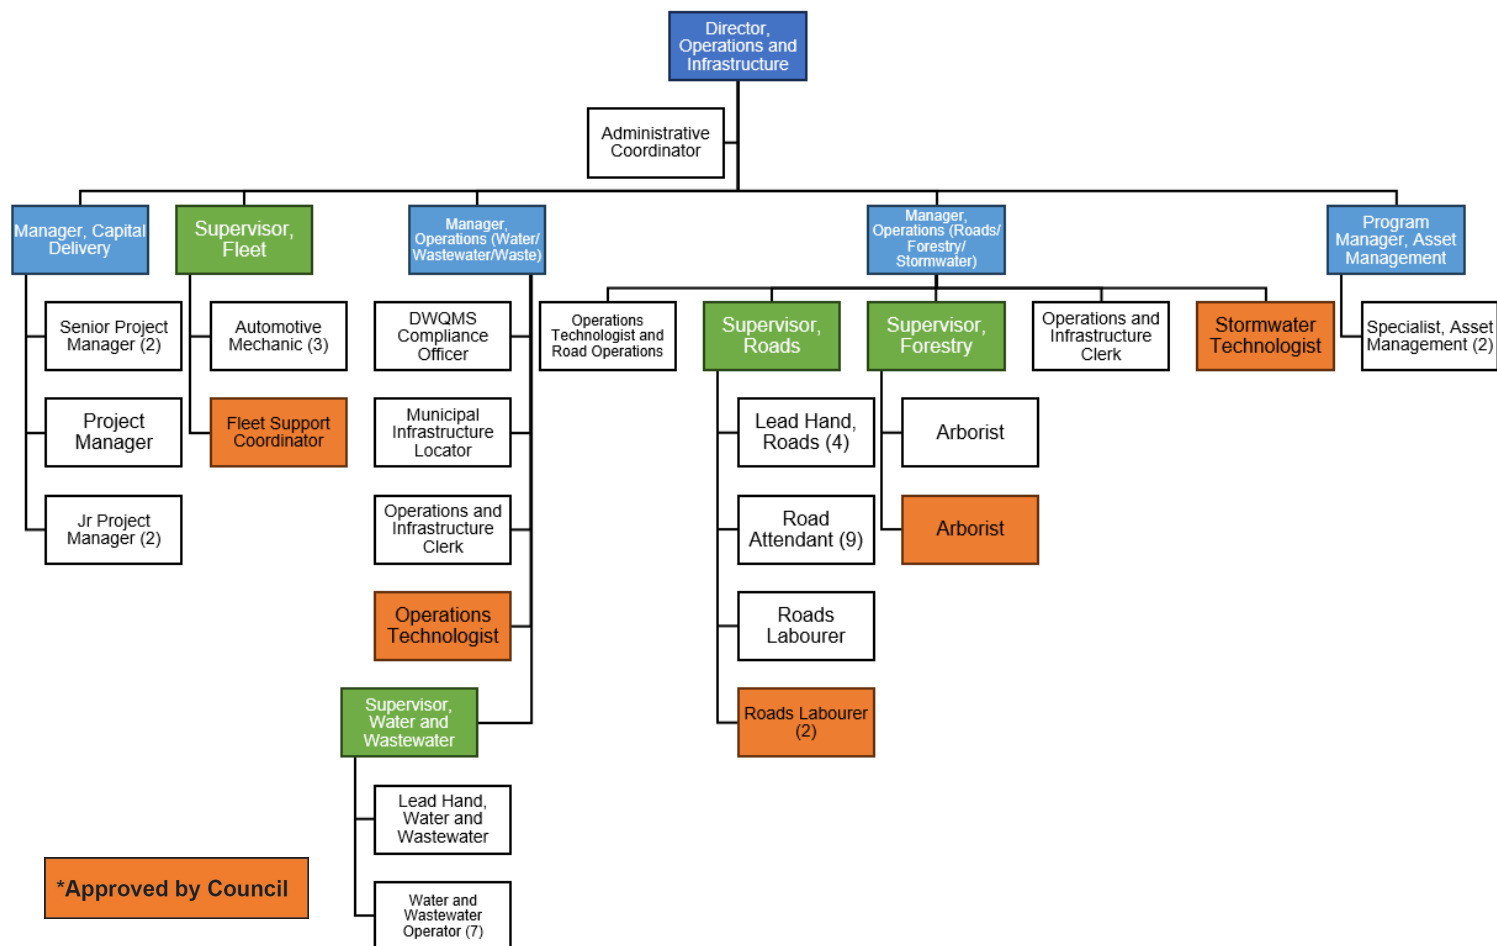 Director,
Operations and
Infrastructure
Administrative
Coordinator
Manager, Capital
Delivery
Supervisor,
Fleet
Manager,
Operations (Water/
Wastewater/Waste)
Manager,
Operations (Roads/
Forestry/
Stormwater)
Program
Manager, Asset
Management
Senior Project
Manager (2)
Automotive
Mechanic (3)
DWQMS
Compliance
Officer
Operations
Technologist and
Road Operations
Supervisor,
Roads
Supervisor,
Forestry
Operations and
Infrastructure
Clerk
Stormwater
Technologist
Specialist, Asset
Management (2)
Project
Manager
Fleet Support
Coordinator
Municipal
Infrastructure
Locator
Lead Hand,
Roads (4)
Arborist
Jr Project
Manager (2)
Operations and
Infrastructure
Clerk
Road
Attendant (9)
Arborist
Operations
Technologist
Roads
Labourer
Supervisor,
Water and
Wastewater
Roads Labourer
(2)
Lead Hand,
Water and
Wastewater
*Approved by Council
Water and
Wastewater
Operator (7)